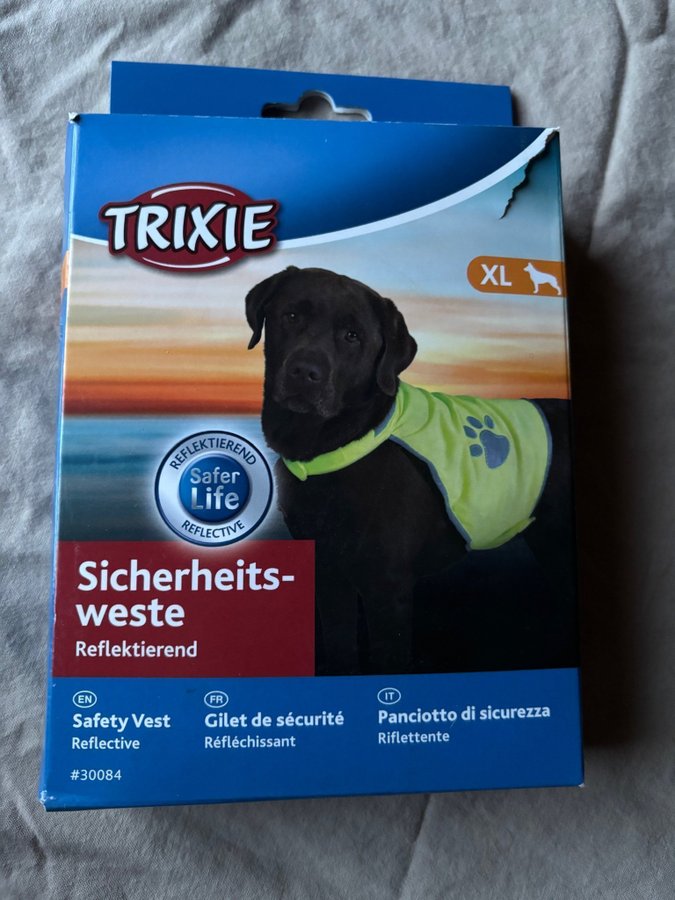 TRIXIE
XL
REFLEKTIEREND
Safer
Life
REFLECTIVE
Sicherheits-
weste
Reflektierend
EN
Safety Vest
Reflective
FR
Gilet de sécurité
Réfléchissant
IT
Panciotto di sicurezza
Riflettente
#30084